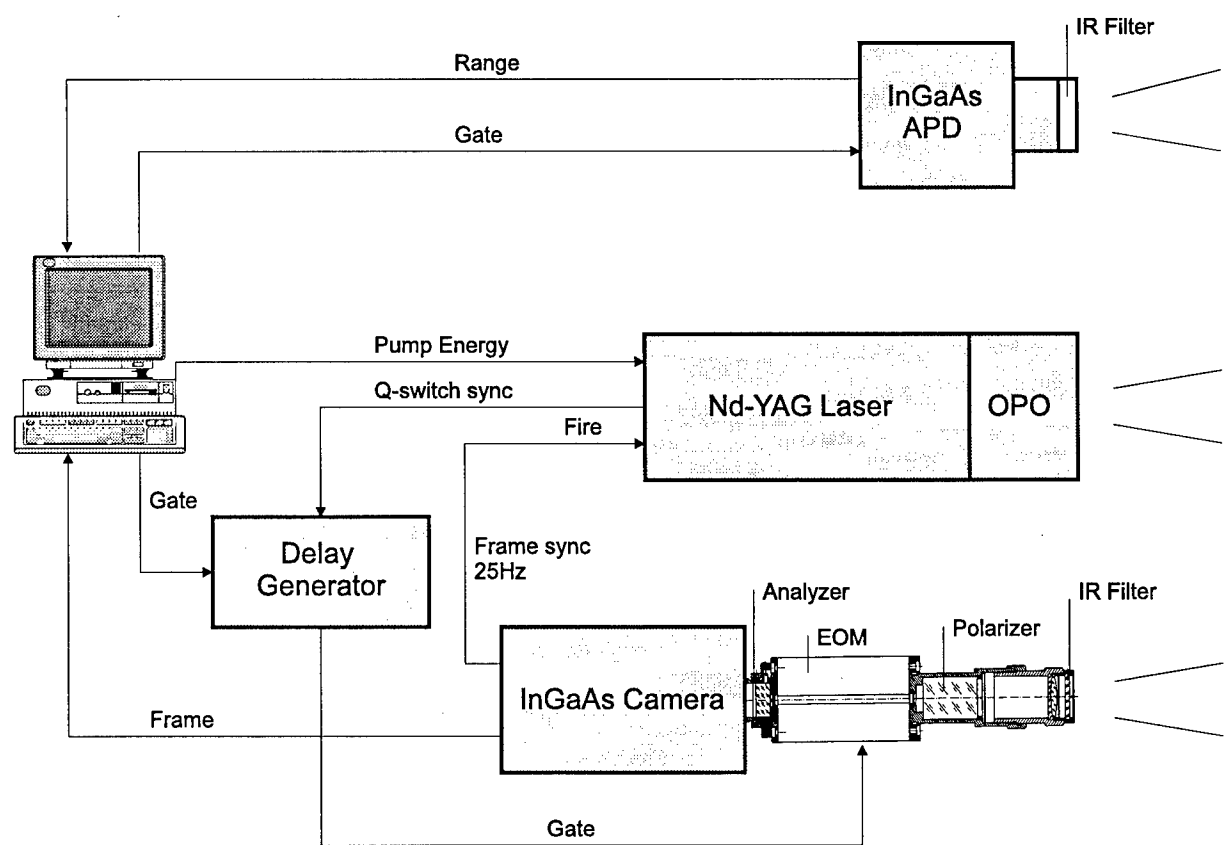 IR Filter
Range
InGaAs
APD
Gate
Pump Energy
Q-switch sync
Nd-YAG Laser
OPO
Fire
Gate
Delay
Generator
Frame sync
25Hz
Analyzer
IR Filter
EOM
Polarizer
InGaAs Camera
Frame
Gate